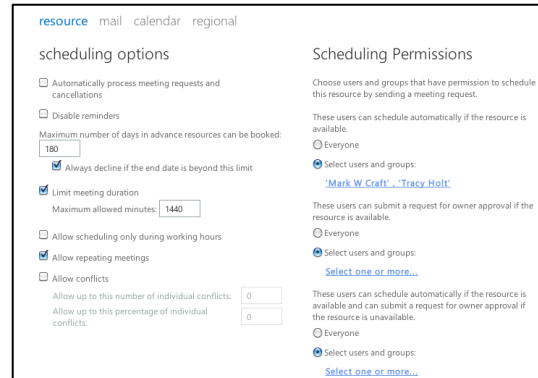 resource mail calendar regional
scheduling options
Automatically process meeting requests and
cancellations
Disable reminders
Maximum number of days in advance resources can be booked:
180
Always decline if the end date is beyond this limit
Limit meeting duration
Maximum allowed minutes: 1440
Allow scheduling only during working hours
Allow repeating meetings
Allow conflicts
Allow up to this number of individual conflicts: 0
Allow up to this percentage of individual
conflicts: 0
Scheduling Permissions
Choose users and groups that have permission to schedule
this resource by sending a meeting request.
These users can schedule automatically if the resource is
available.
Everyone
Select users and groups:
'Mark W Craft' , 'Tracy Holt'
These users can submit a request for owner approval if the
resource is available.
Everyone
Select users and groups:
Select one or more...
These users can schedule automatically if the resource is
available and can submit a request for owner approval if
the resource is unavailable.
Everyone
Select users and groups:
Select one or more...